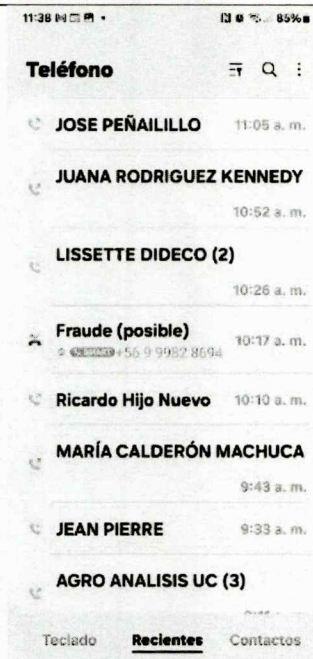 11:38 85%
Teléfono
JOSE PEÑAILILLO 11:05 a. m.
JUANA RODRIGUEZ KENNEDY
10:52 a. m.
LISSETTE DIDECO (2)
10:26 a. m.
Fraude (posible) 10:17 a. m.
+56 9 9982 8694
Ricardo Hijo Nuevo 10:10 a. m.
MARÍA CALDERÓN MACHUCA
9:43 a. m.
JEAN PIERRE 9:33 a. m.
AGRO ANALISIS UC (3)
Teclado Recientes Contactos